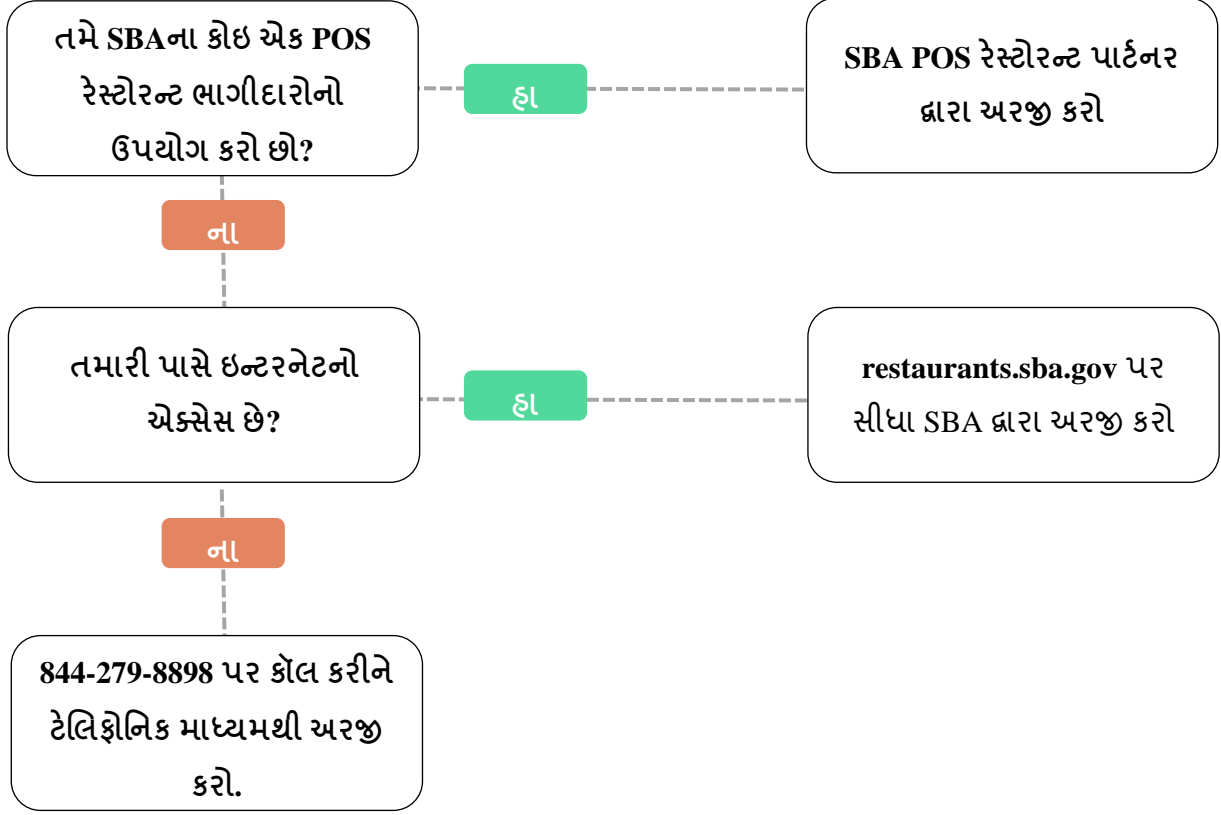 તમે SBAના કોઇ એક POS
રેસ્ટોરન્ટ ભાગીદારોનો
ઉપયોગ કરો છો?
હા
SBA POS રેસ્ટોરન્ટ પાર્ટનર
દ્વારા અરજી કરો
ના
તમારી પાસે ઇન્ટરનેટનો
એક્સેસ છે?
હા
restaurants.sba.gov પર
સીધા SBA દ્વારા અરજી કરો
ના
844-279-8898 પર કૉલ કરીને
ટેલિફોનિક માધ્યમથી અરજી
કરો.